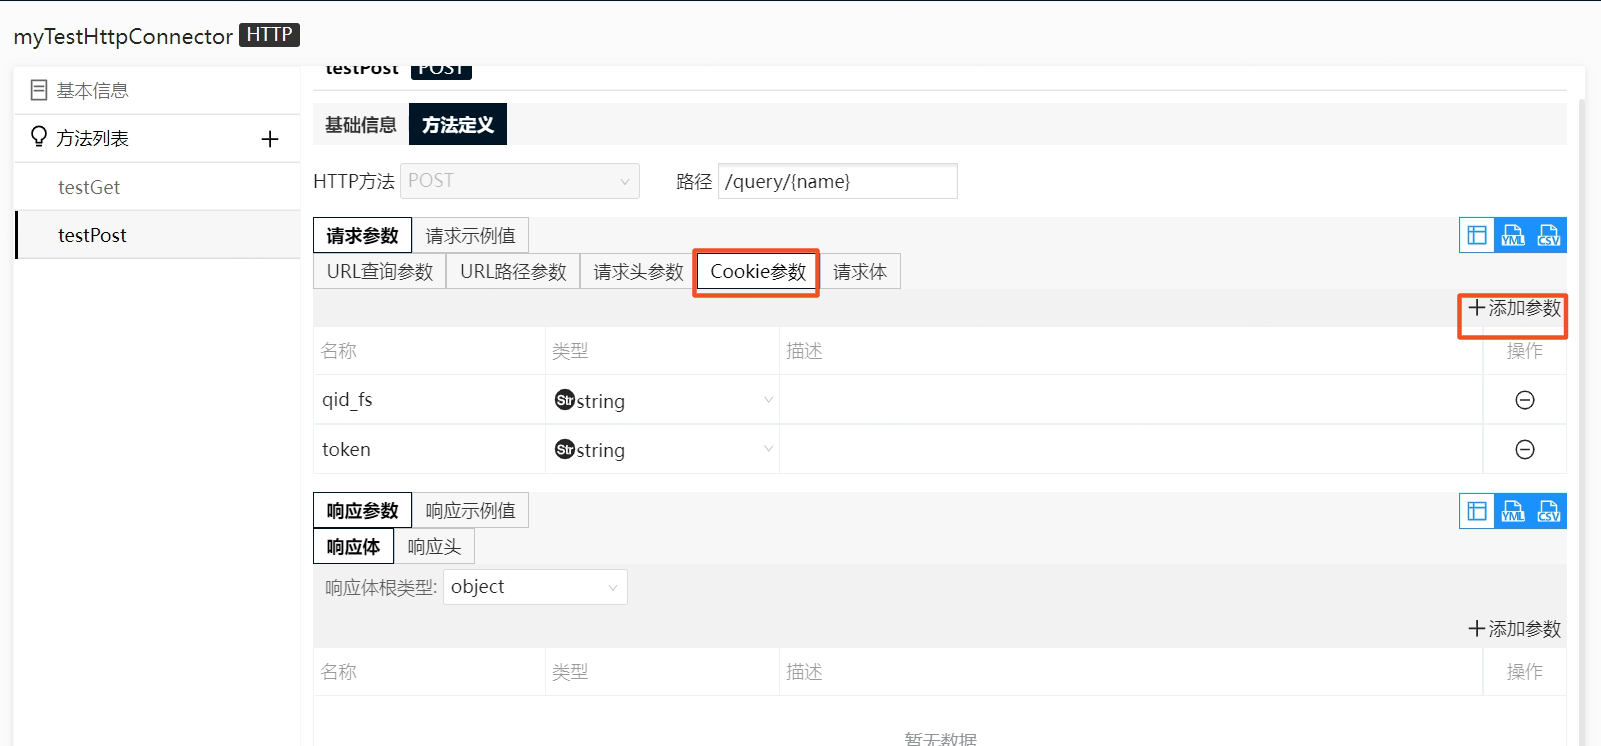 myTestHttpConnector HTTP
基本信息
方法列表
testGet
testPost
testPost POST
基础信息 方法定义
HTTP方法 POST 路径 /query/{name}
请求参数 请求示例值 YML CSV
URL查询参数 URL路径参数 请求头参数 Cookie参数 请求体
添加参数
名称 类型 描述 操作
qid_fs Str string
token Str string
响应参数 响应示例值 YML CSV
响应体 响应头
响应体根类型: object
添加参数
名称 类型 描述 操作
暂无数据